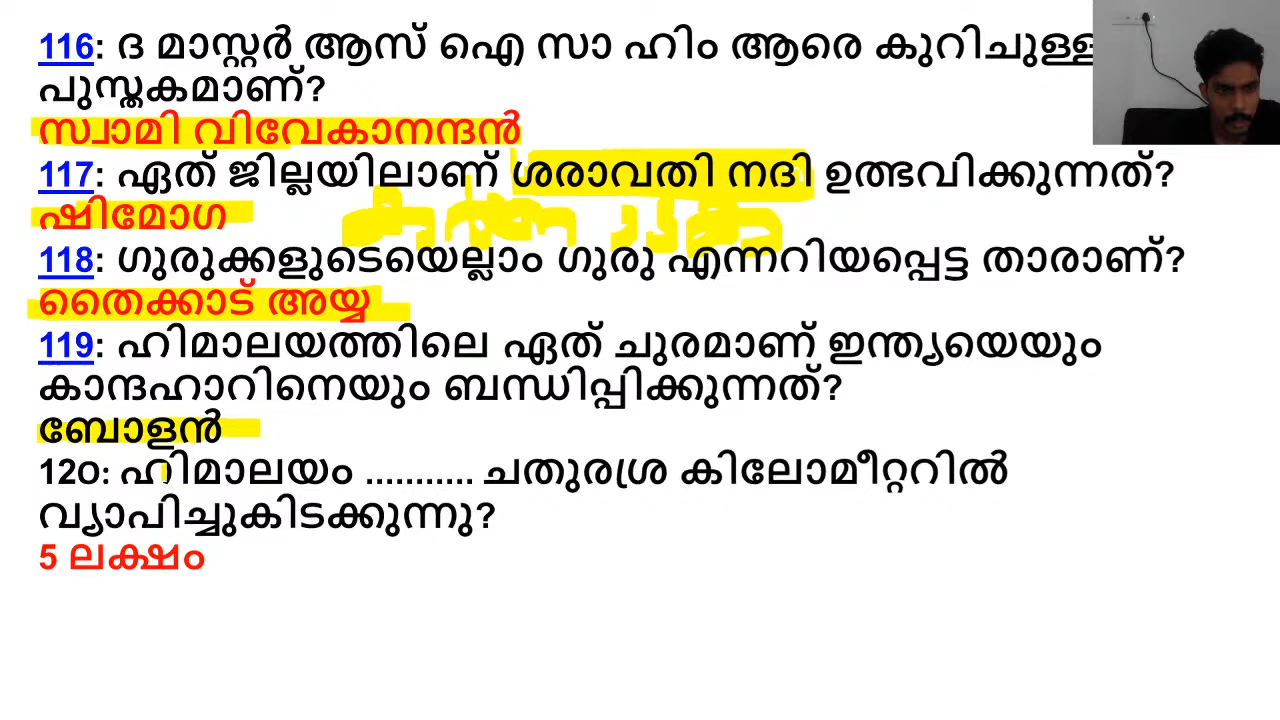 116: ദ മാസ്റ്റർ ആസ് ഐ സാ ഹിം ആരെ കുറിചുള്ള
പുസ്തകമാണ്?
സ്വാമി വിവേകാനന്ദൻ
117: ഏത് ജില്ലയിലാണ് ശരാവതി നദി ഉത്ഭവിക്കുന്നത്?
ഷിമോഗ
118: ഗുരുക്കളുടെയെല്ലാം ഗുരു എന്നറിയപ്പെട്ട താരാണ്?
തൈക്കാട് അയ്യ
119: ഹിമാലയത്തിലെ ഏത് ചുരമാണ് ഇന്ത്യയെയും
കാന്ദഹാറിനെയും ബന്ധിപ്പിക്കുന്നത്?
ബോളൻ
120: ഹിമാലയം ........... ചതുരശ്ര കിലോമീറ്ററിൽ
വ്യാപിച്ചുകിടക്കുന്നു?
5 ലക്ഷം